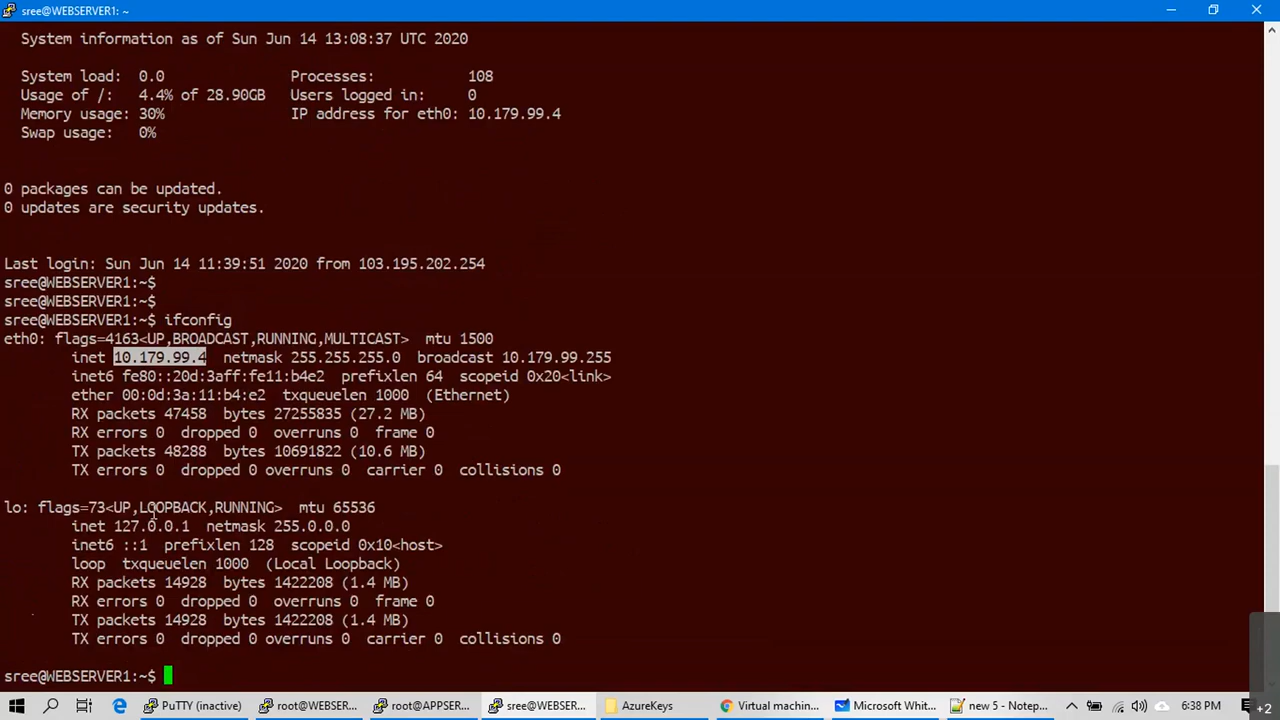 sree@WEBSERVER1: ~
System information as of Sun Jun 14 13:08:37 UTC 2020
System load: 0.0 Processes: 108
Usage of /: 4.4% of 28.90GB Users logged in: 0
Memory usage: 30% IP address for eth0: 10.179.99.4
Swap usage: 0%
0 packages can be updated.
0 updates are security updates.
Last login: Sun Jun 14 11:39:51 2020 from 103.195.202.254
sree@WEBSERVER1:~$
sree@WEBSERVER1:~$
sree@WEBSERVER1:~$ ifconfig
eth0: flags=4163<UP,BROADCAST,RUNNING,MULTICAST> mtu 1500
inet 10.179.99.4 netmask 255.255.255.0 broadcast 10.179.99.255
inet6 fe80::20d:3aff:fe11:b4e2 prefixlen 64 scopeid 0x20<link>
ether 00:0d:3a:11:b4:e2 txqueuelen 1000 (Ethernet)
RX packets 47458 bytes 27255835 (27.2 MB)
RX errors 0 dropped 0 overruns 0 frame 0
TX packets 48288 bytes 10691822 (10.6 MB)
TX errors 0 dropped 0 overruns 0 carrier 0 collisions 0
lo: flags=73<UP,LOOPBACK,RUNNING> mtu 65536
inet 127.0.0.1 netmask 255.0.0.0
inet6 ::1 prefixlen 128 scopeid 0x10<host>
loop txqueuelen 1000 (Local Loopback)
RX packets 14928 bytes 1422208 (1.4 MB)
RX errors 0 dropped 0 overruns 0 frame 0
TX packets 14928 bytes 1422208 (1.4 MB)
TX errors 0 dropped 0 overruns 0 carrier 0 collisions 0
sree@WEBSERVER1:~$
PuTTY (inactive) root@WEBSER... root@APPSER... sree@WEBSER... AzureKeys Virtual machin... Microsoft Whit... new 5 - Notep... 6:38 PM +2